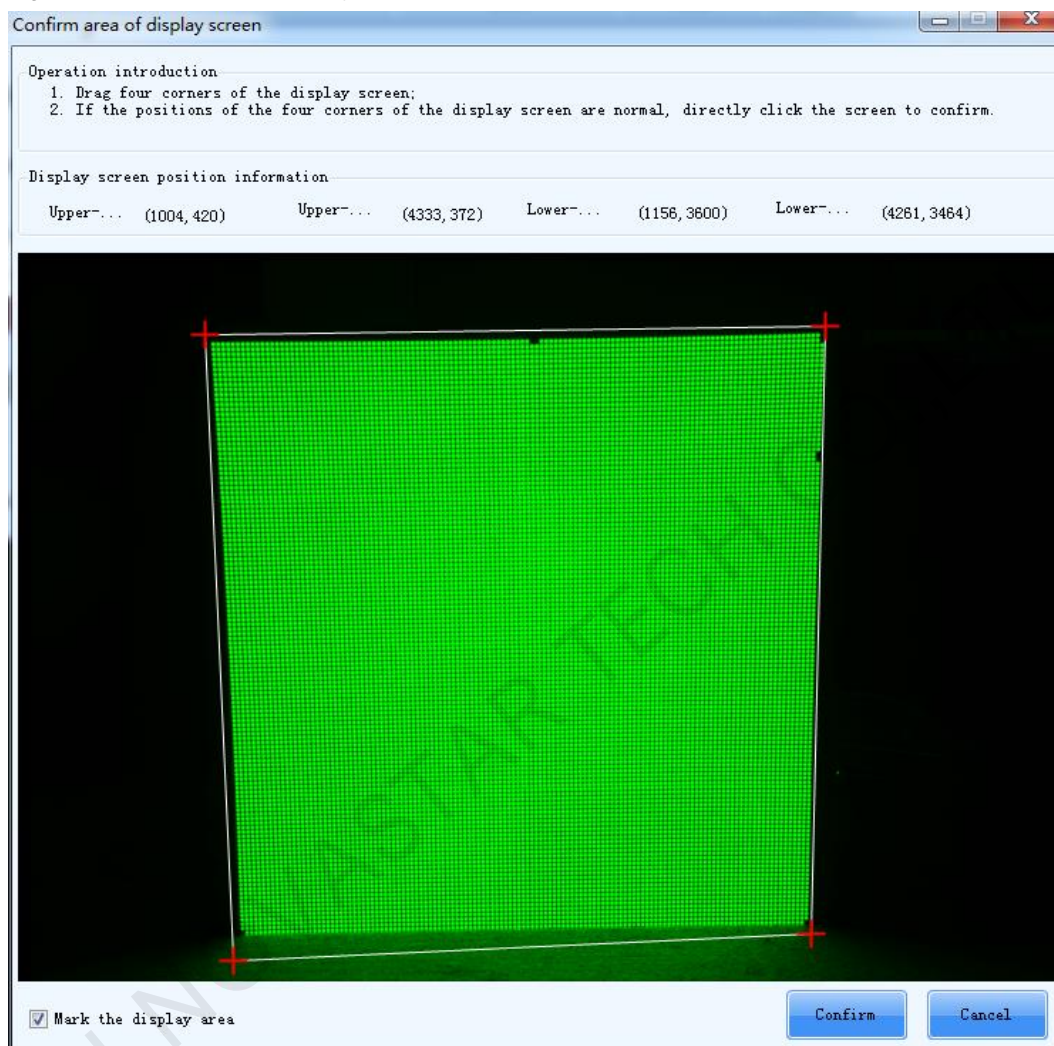 Confirm area of display screen
Operation introduction
1. Drag four corners of the display screen;
2. If the positions of the four corners of the display screen are normal, directly click the screen to confirm.
Display screen position information
Upper-... (1004, 420) Upper-... (4333, 372) Lower-... (1156, 3600) Lower-... (4261, 3464)
NOVASTAR TECH
Mark the display area
Confirm Cancel